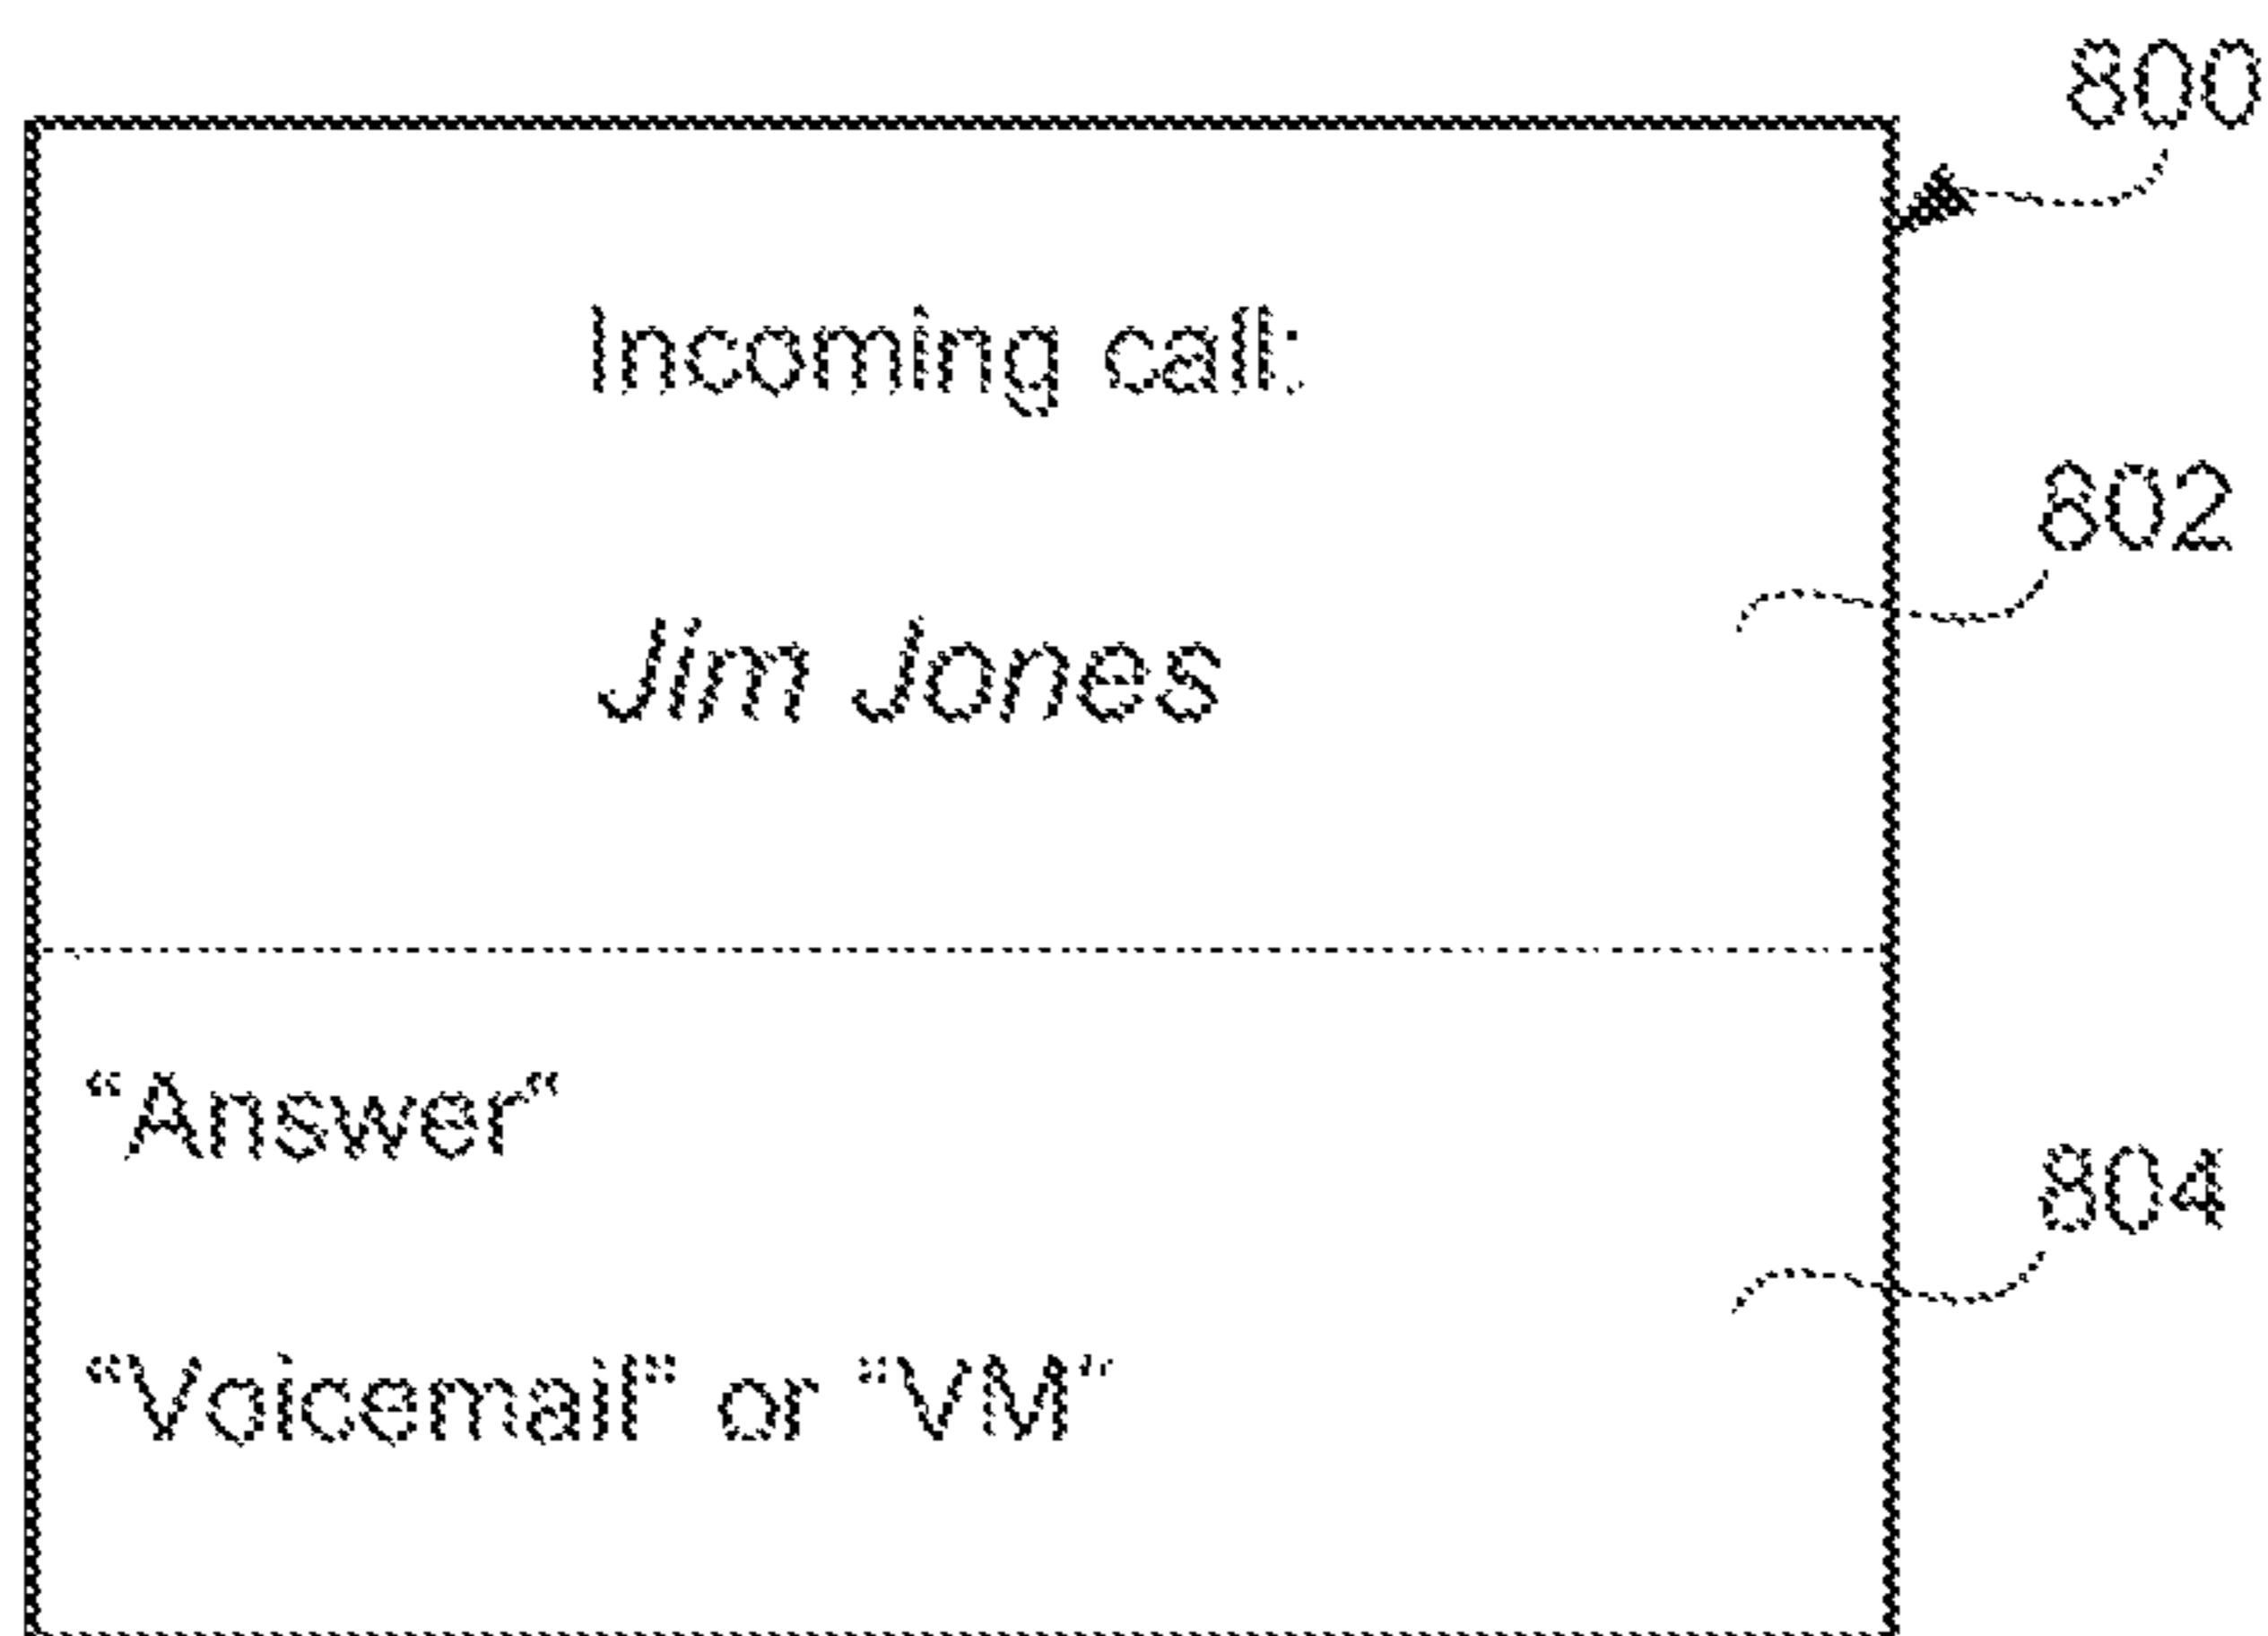 800
Incoming call:
802
Jim Jones
“Answer“
804
“Voicemail” or “VM”